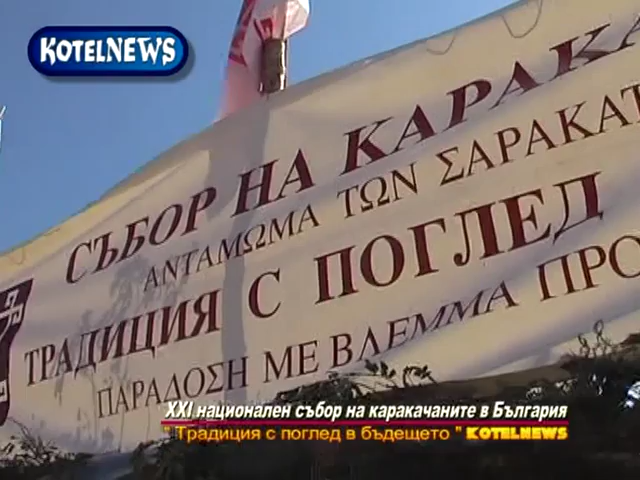 KOTELNEWS
СЪБОР НА КАРАКА
ΑΝΤΑΜΩΜΑ ΤΩΝ ΣΑΡΑΚΑΤ
ТРАДИЦИЯ С ПОГЛЕД
ΠΑΡΑΔΟΣΗ ΜΕ ΒΛΕΜΜΑ ΠΡΟ
XXI национален събор на каракачаните в България
" Традиция с поглед в бъдещето " KOTELNEWS